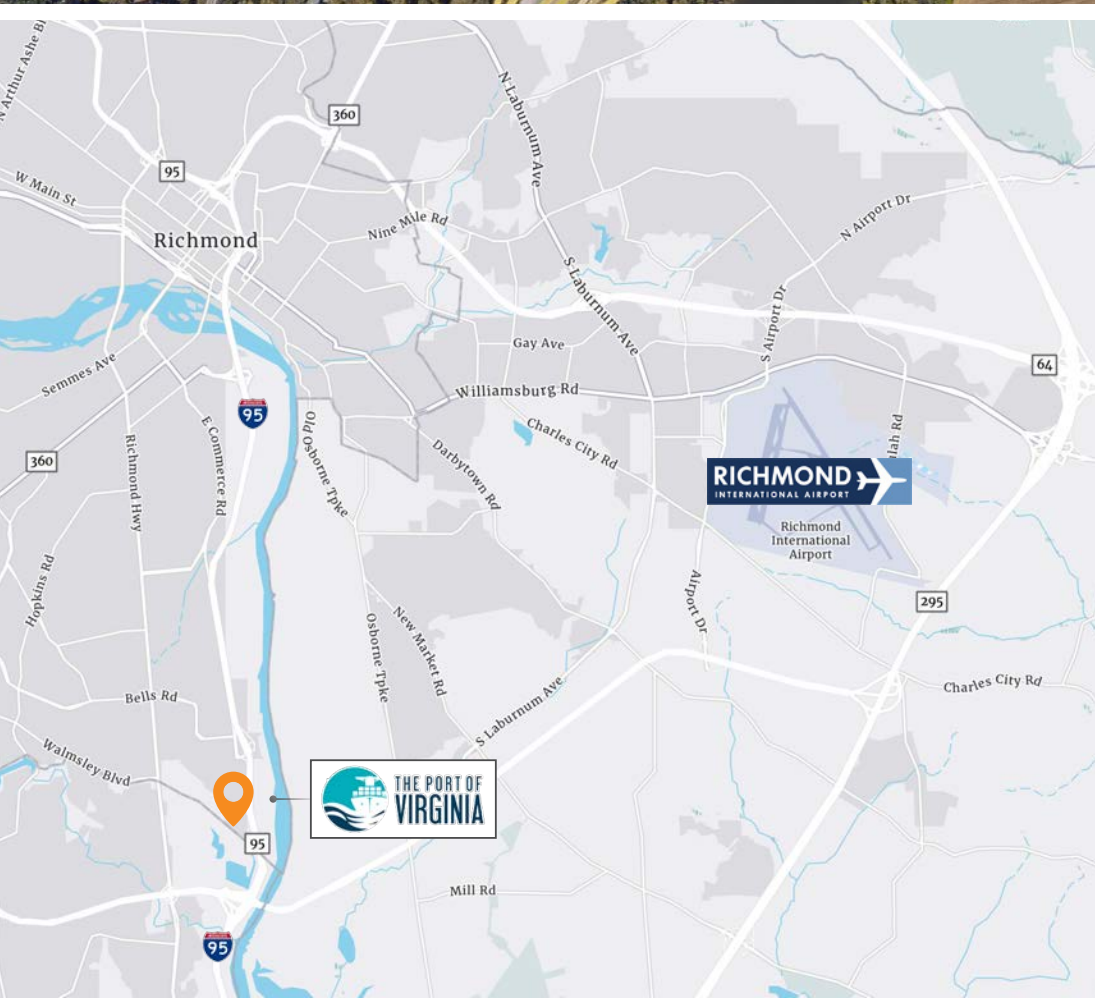 N Arthur Ashe Bl
360
95
W Main St
Richmond
Nine Mile Rd
N Laburnum Ave
N Airport Dr
S Laburnum Ave
S Airport Dr
Gay Ave
64
Semmes Ave
Williamsburg Rd
95
Old Osborne Tpke
Charles City Rd
ulah Rd
E Commerce Rd
Darbytown Rd
360
Richmond Hwy
RICHMOND
INTERNATIONAL AIRPORT
Richmond
International
Airport
Hopkins Rd
Airport Dr
295
New Market Rd
Osborne Tpke
Bells Rd
Charles City Rd
S Laburnum Ave
Walmsley Blvd
THE PORT OF
VIRGINIA
95
Mill Rd
95